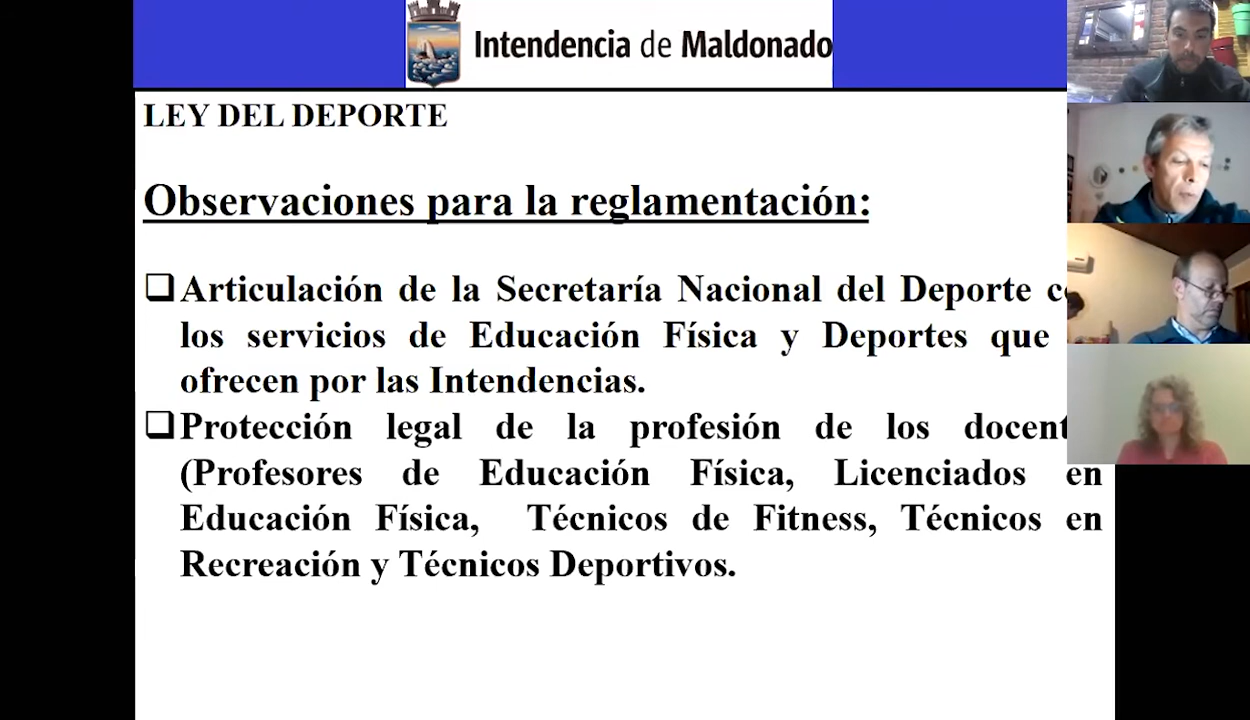 Intendencia de Maldonado
LEY DEL DEPORTE
Observaciones para la reglamentación:
❑Articulación de la Secretaría Nacional del Deporte
los servicios de Educación Física y Deportes que
ofrecen por las Intendencias.
❑Protección legal de la profesión de los
(Profesores de Educación Física, Licenciados en
Educación Física, Técnicos de Fitness, Técnicos en
Recreación y Técnicos Deportivos.